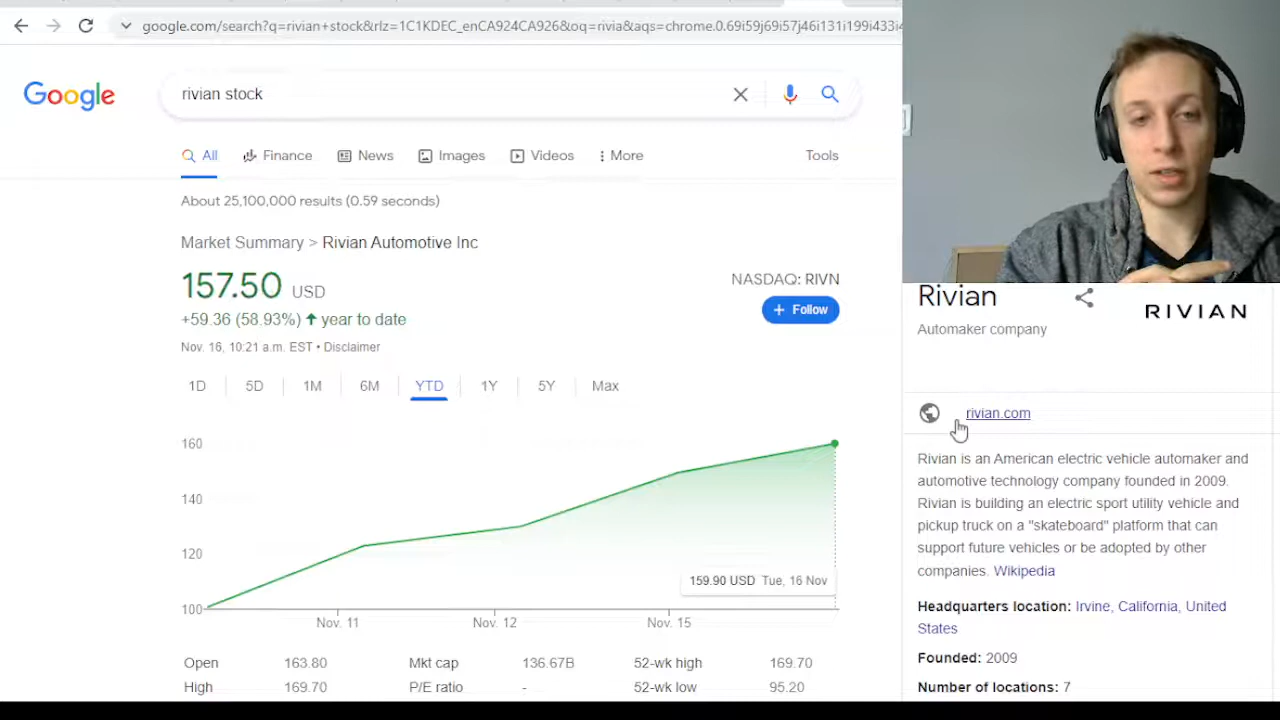 google.com/search?q=rivian+stock&rlz=1C1KDEC_enCA924CA926&oq=rivia&aqs=chrome.0.69i59j69i57j46i131i199i433i4
Google
rivian stock
All
Finance
News
Images
Videos
More
Tools
About 25,100,000 results (0.59 seconds)
Market Summary > Rivian Automotive Inc
157.50 USD
NASDAQ: RIVN
+59.36 (58.93%) year to date
+ Follow
Nov. 16, 10:21 a.m. EST • Disclaimer
1D
5D
1M
6M
YTD
1Y
5Y
Max
160
140
120
100
159.90 USD Tue, 16 Nov
Nov. 11
Nov. 12
Nov. 15
Open 163.80
Mkt cap 136.67B
52-wk high 169.70
High 169.70
P/E ratio -
52-wk low 95.20
Rivian
RIVIAN
Automaker company
rivian.com
Rivian is an American electric vehicle automaker and
automotive technology company founded in 2009.
Rivian is building an electric sport utility vehicle and
pickup truck on a "skateboard" platform that can
support future vehicles or be adopted by other
companies. Wikipedia
Headquarters location: Irvine, California, United
States
Founded: 2009
Number of locations: 7